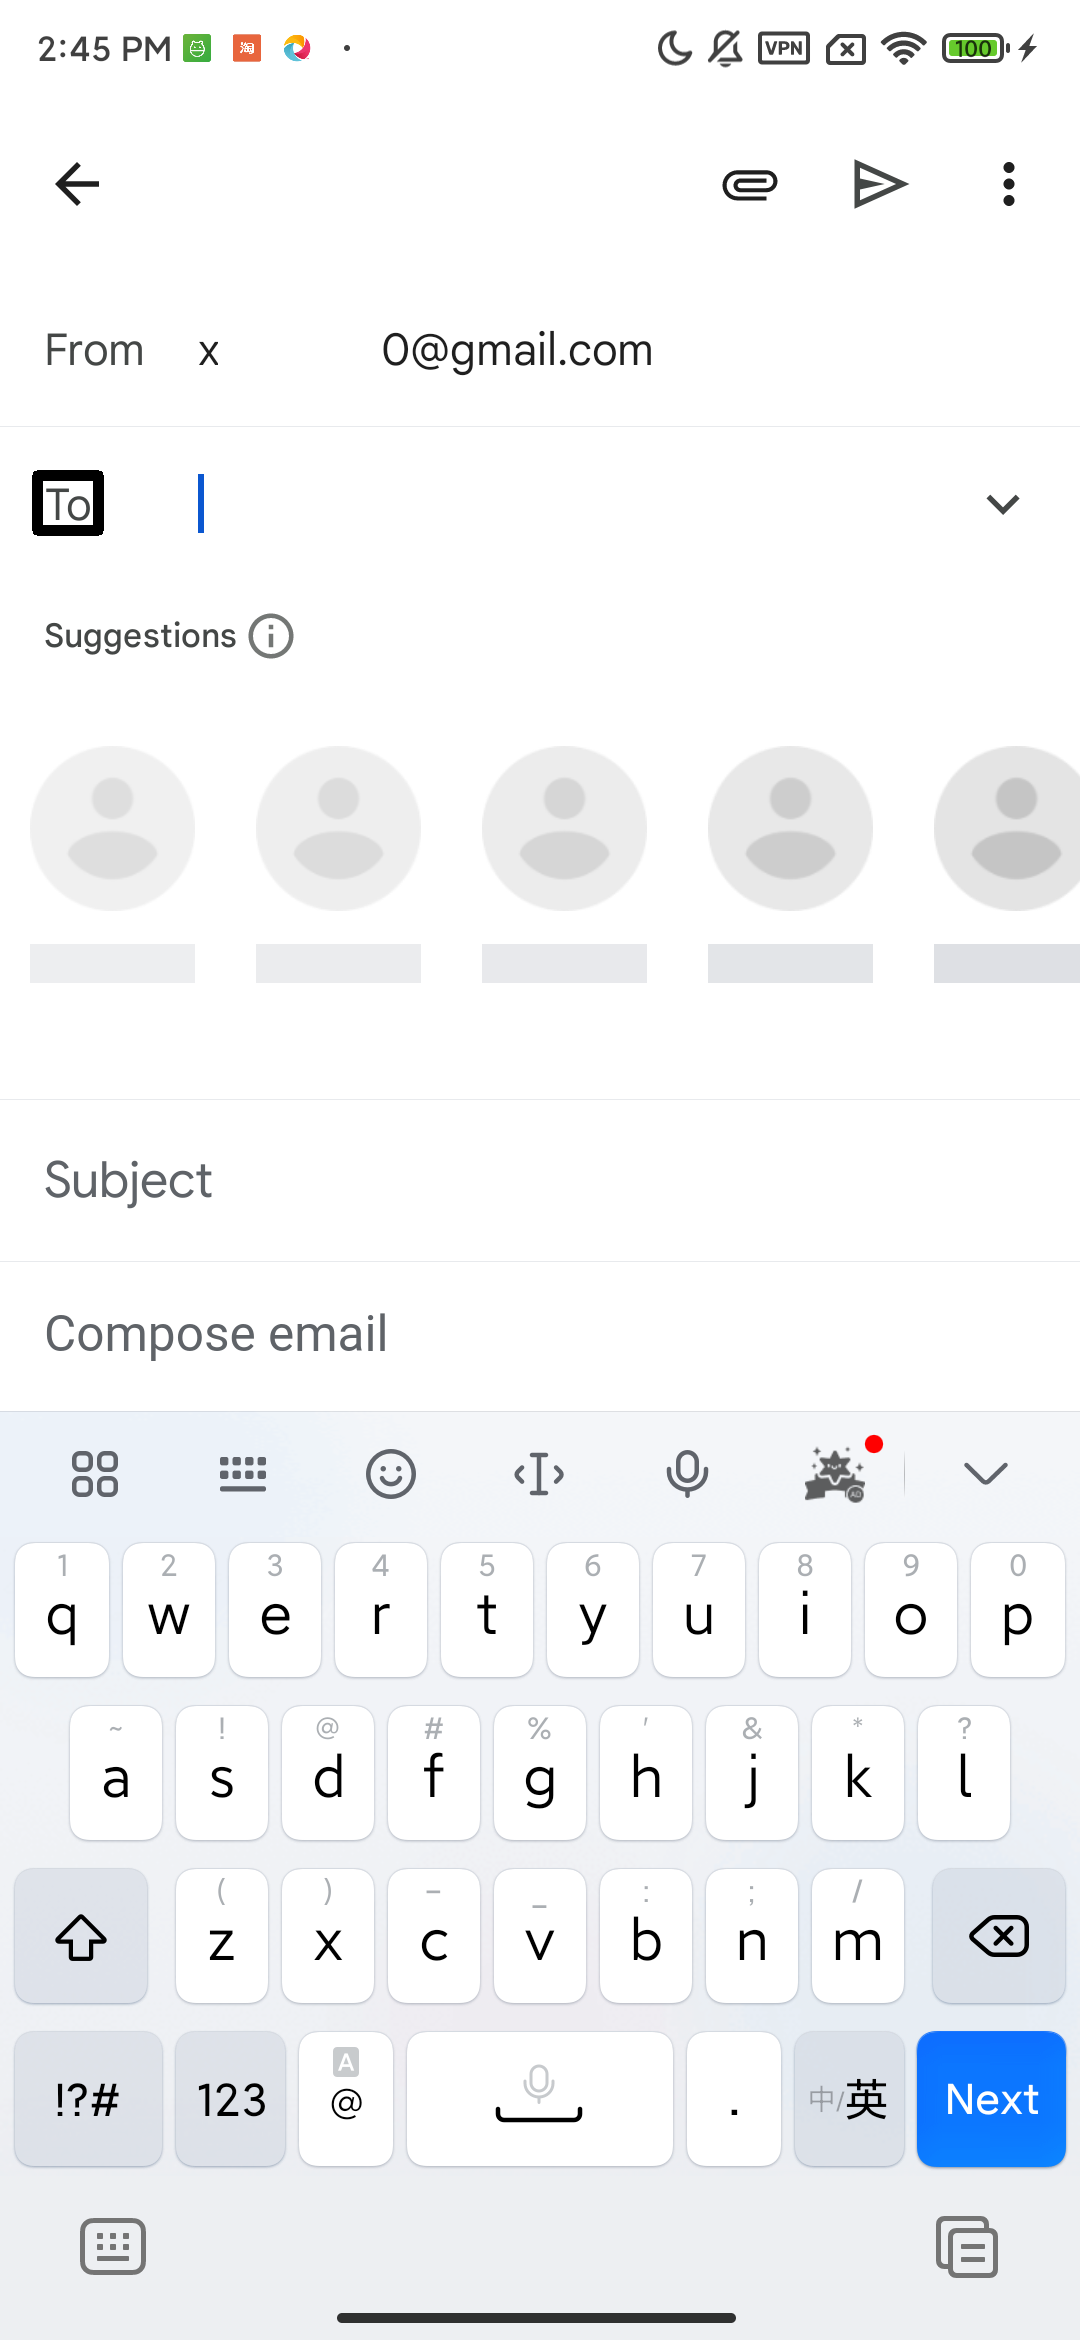 2:45 PM 淘 VPN 100
From x 0@gmail.com
To
Suggestions
Subject
Compose email
1 2 3 4 5 6 7 8 9 0
q w e r t y u i o p
~ ! @ # % ' & * ?
a s d f g h j k l
( ) – _ : ; /
z x c v b n m
!?# 123 A @ . 中/英 Next